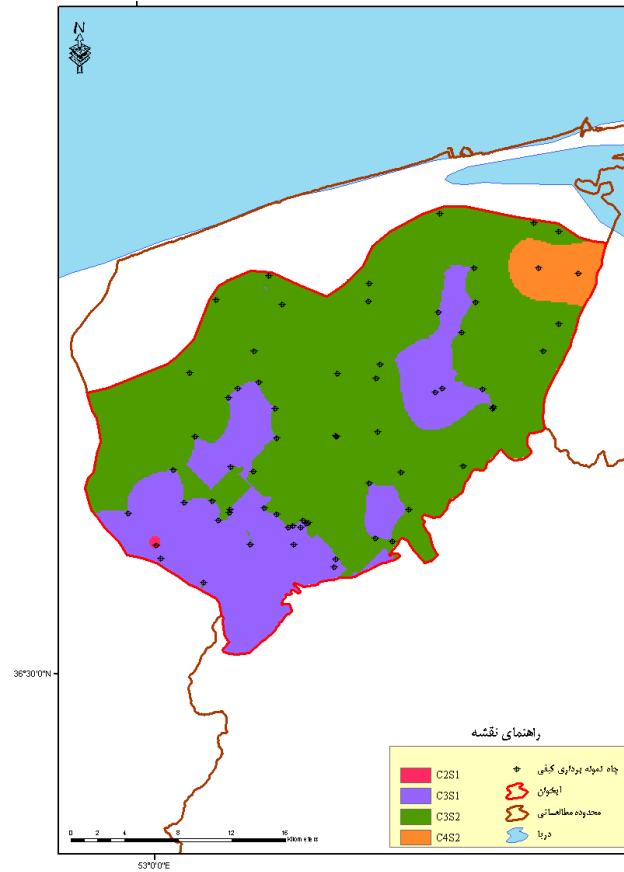 N
36°30'0"N
راهنمای نقشه
C2S1
چاه نمونه برداری کیفی
C3S1
آبخوان
C3S2
محدوده مطالعاتی
C4S2
دریا
0 2 4 8 12 16
Kilometers
53°0'0"E